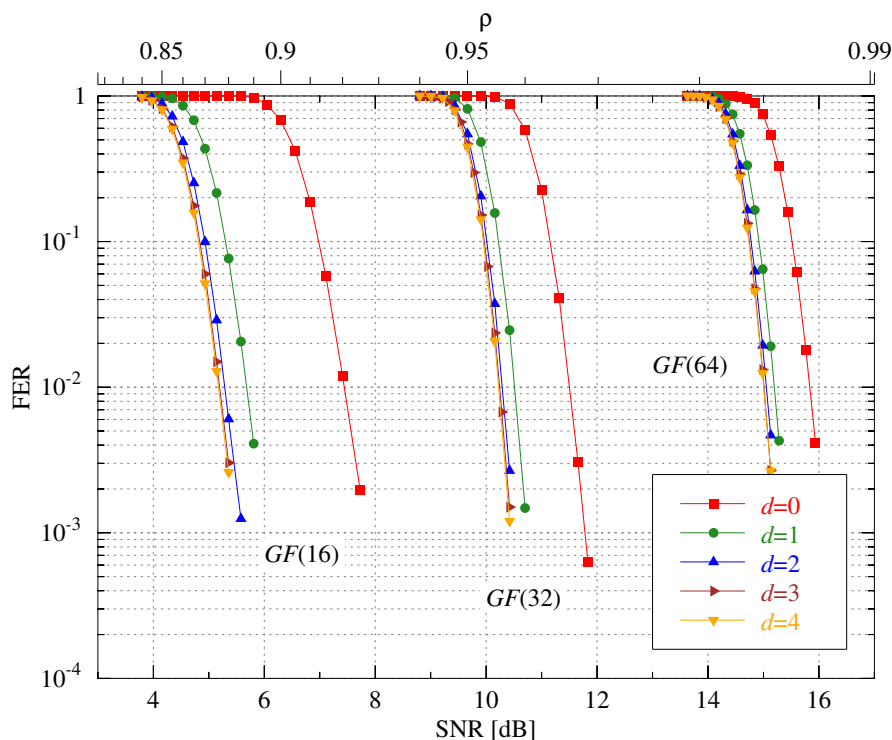 ρ
0.85 0.9 0.95 0.99
1
10^-1
10^-2
10^-3
10^-4
FER
GF(16)
GF(32)
GF(64)
d=0
d=1
d=2
d=3
d=4
4 6 8 10 12 14 16
SNR [dB]